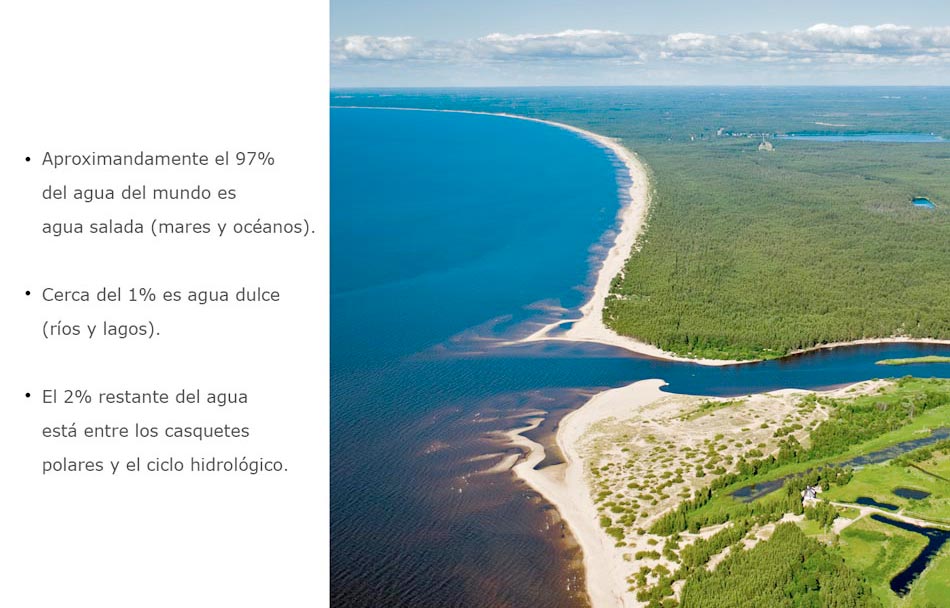 • Aproximandamente el 97%
del agua del mundo es
agua salada (mares y océanos).
• Cerca del 1% es agua dulce
(ríos y lagos).
• El 2% restante del agua
está entre los casquetes
polares y el ciclo hidrológico.